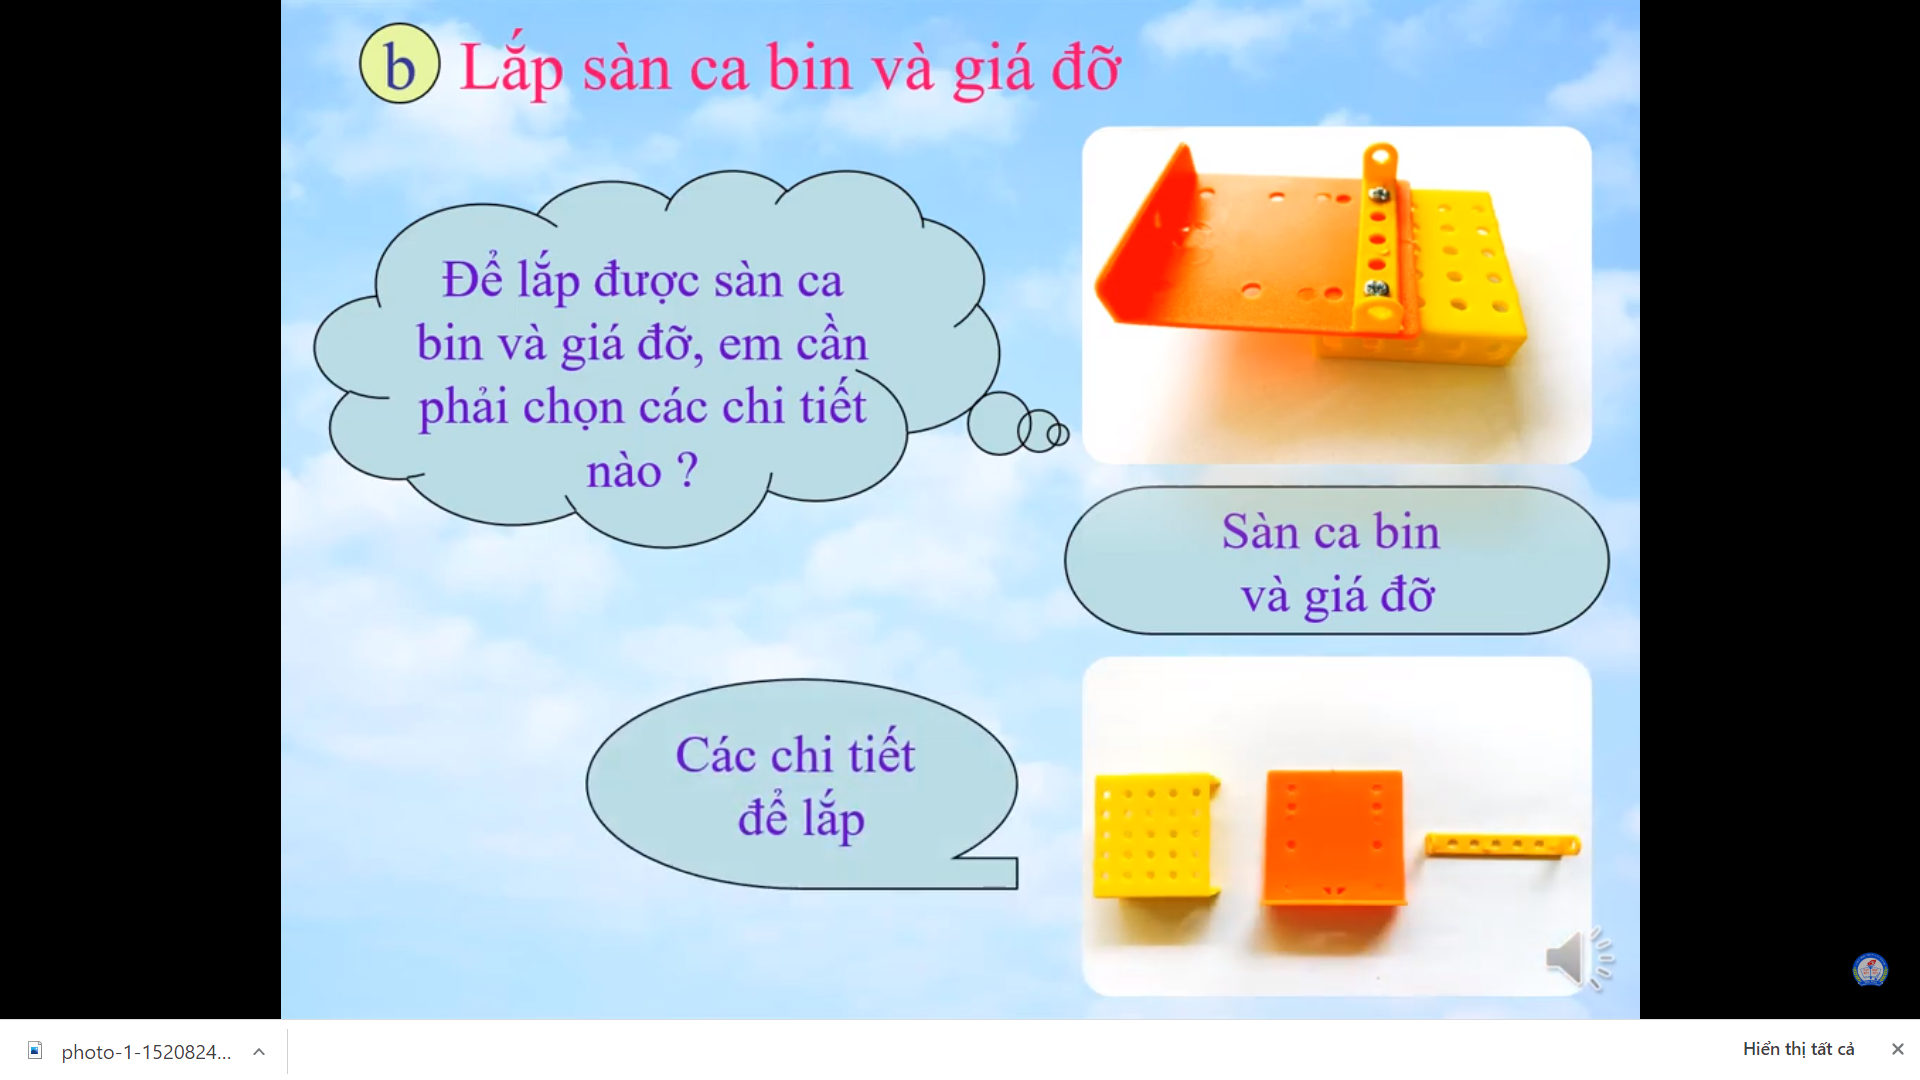 b Lắp sàn ca bin và giá đỡ
Để lắp được sàn ca
bin và giá đỡ, em cần
phải chọn các chi tiết
nào ?
Sàn ca bin
và giá đỡ
Các chi tiết
để lắp
photo-1-1520824...
Hiển thị tất cả